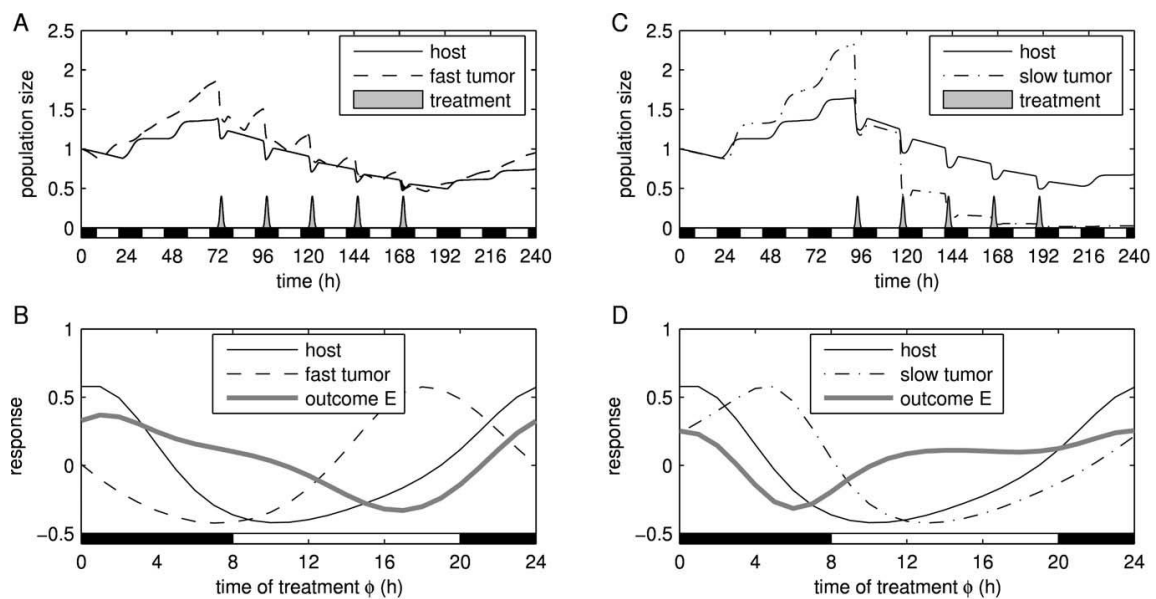 A
population size
2.5
2
1.5
1
0.5
0
host
fast tumor
treatment
0 24 48 72 96 120 144 168 192 216 240
time (h)
C
population size
2.5
2
1.5
1
0.5
0
host
slow tumor
treatment
0 24 48 72 96 120 144 168 192 216 240
time (h)
B
response
1
0.5
0
−0.5
host
fast tumor
outcome E
0 4 8 12 16 20 24
time of treatment ϕ (h)
D
response
1
0.5
0
−0.5
host
slow tumor
outcome E
0 4 8 12 16 20 24
time of treatment ϕ (h)